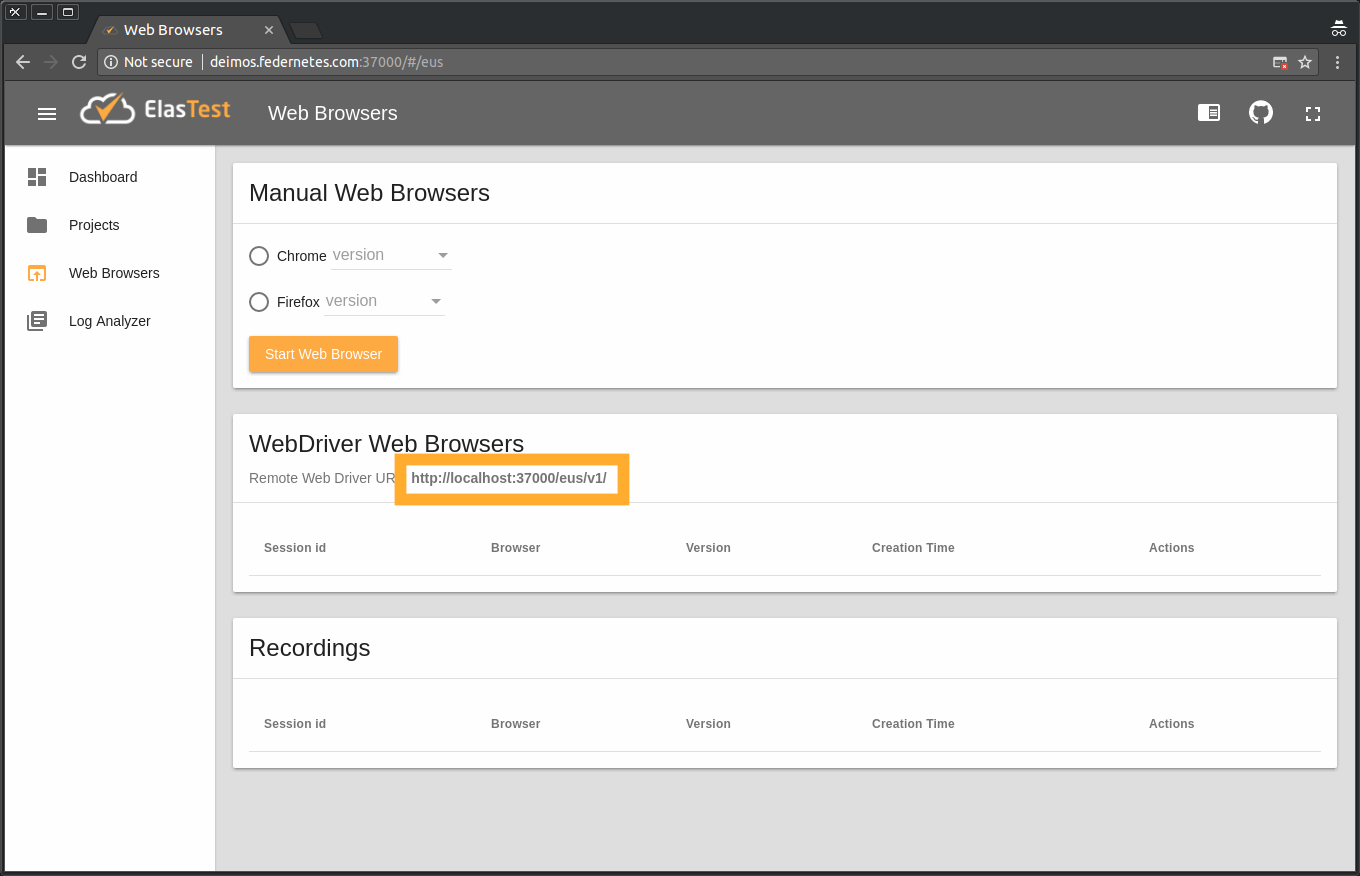 Web Browsers
Not secure deimos.federnetes.com:37000/#/eus
ElasTest Web Browsers
Dashboard
Projects
Web Browsers
Log Analyzer
Manual Web Browsers
Chrome version
Firefox version
Start Web Browser
WebDriver Web Browsers
Remote Web Driver UR http://localhost:37000/eus/v1/
Session id Browser Version Creation Time Actions
Recordings
Session id Browser Version Creation Time Actions